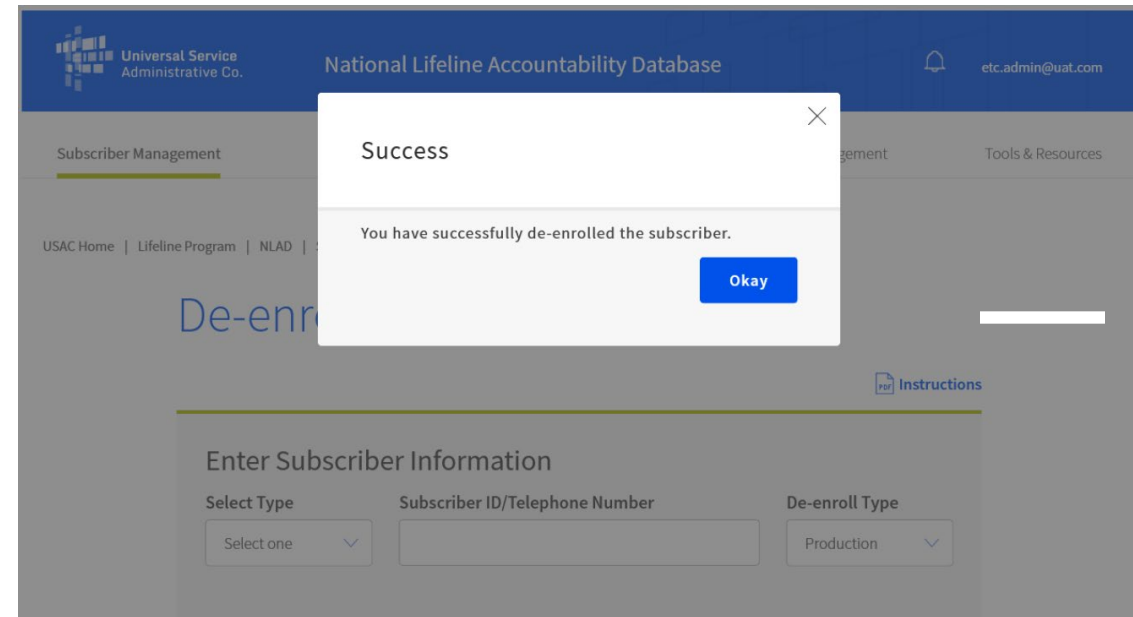 Universal Service
Administrative Co.
National Lifeline Accountability Database
etc.admin@uat.com
Success
Subscriber Management
gement
Tools & Resources
You have successfully de-enrolled the subscriber.
USAC Home | Lifeline Program | NLAD |
Okay
De-enr
PDF Instructions
Enter Subscriber Information
Select Type Subscriber ID/Telephone Number De-enroll Type
Select one Production